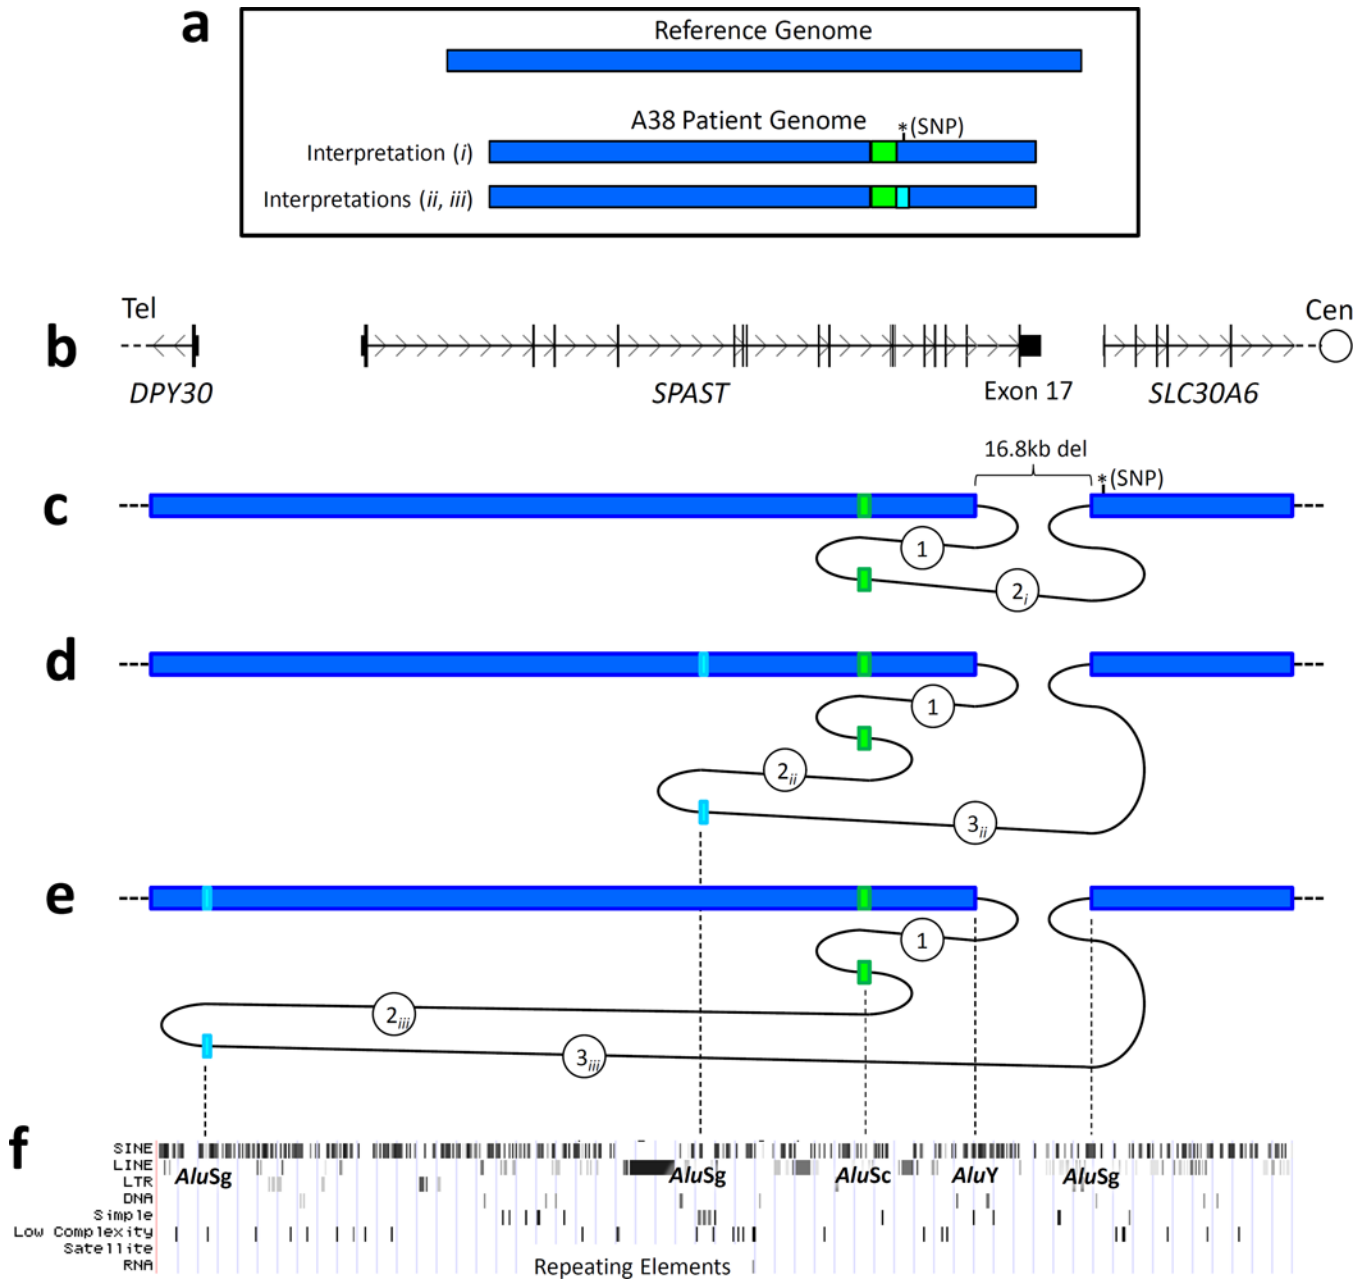 a
Reference Genome
A38 Patient Genome
*(SNP)
Interpretation (i)
Interpretations (ii, iii)
b
Tel
Cen
DPY30
SPAST
Exon 17
SLC30A6
16.8kb del
c
*(SNP)
1
2i
d
1
2ii
3ii
e
1
2iii
3iii
f
SINE
LINE
AluSg
AluSg
AluSc
AluY
AluSg
LTR
DNA
Simple
Low Complexity
Satellite
RNA
Repeating Elements